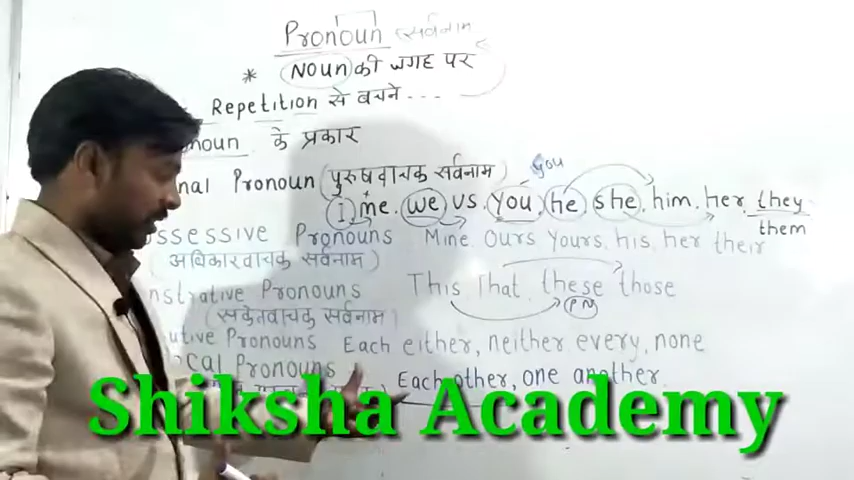 Pronoun (सर्वनाम
* Noun की जगह पर
Repetition से बचने ....
noun के प्रकार
nal Pronoun (पुरुषवाचक सर्वनाम)
you
I me, we us, you, he she, him, her, they
them
ossessive Pronouns Mine, Ours Yours, his, her their
(अधिकारवाचक सर्वनाम)
nstrative Pronouns This That these those
(संकेतवाचक सर्वनाम)
utive Pronouns Each either, neither every, none
cal Pronouns
Each other, one another
Shiksha Academy